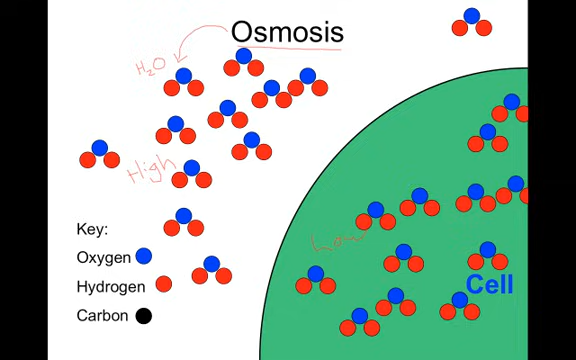 Osmosis
H₂O
High
Low
Key:
Oxygen
Hydrogen
Carbon
Cell